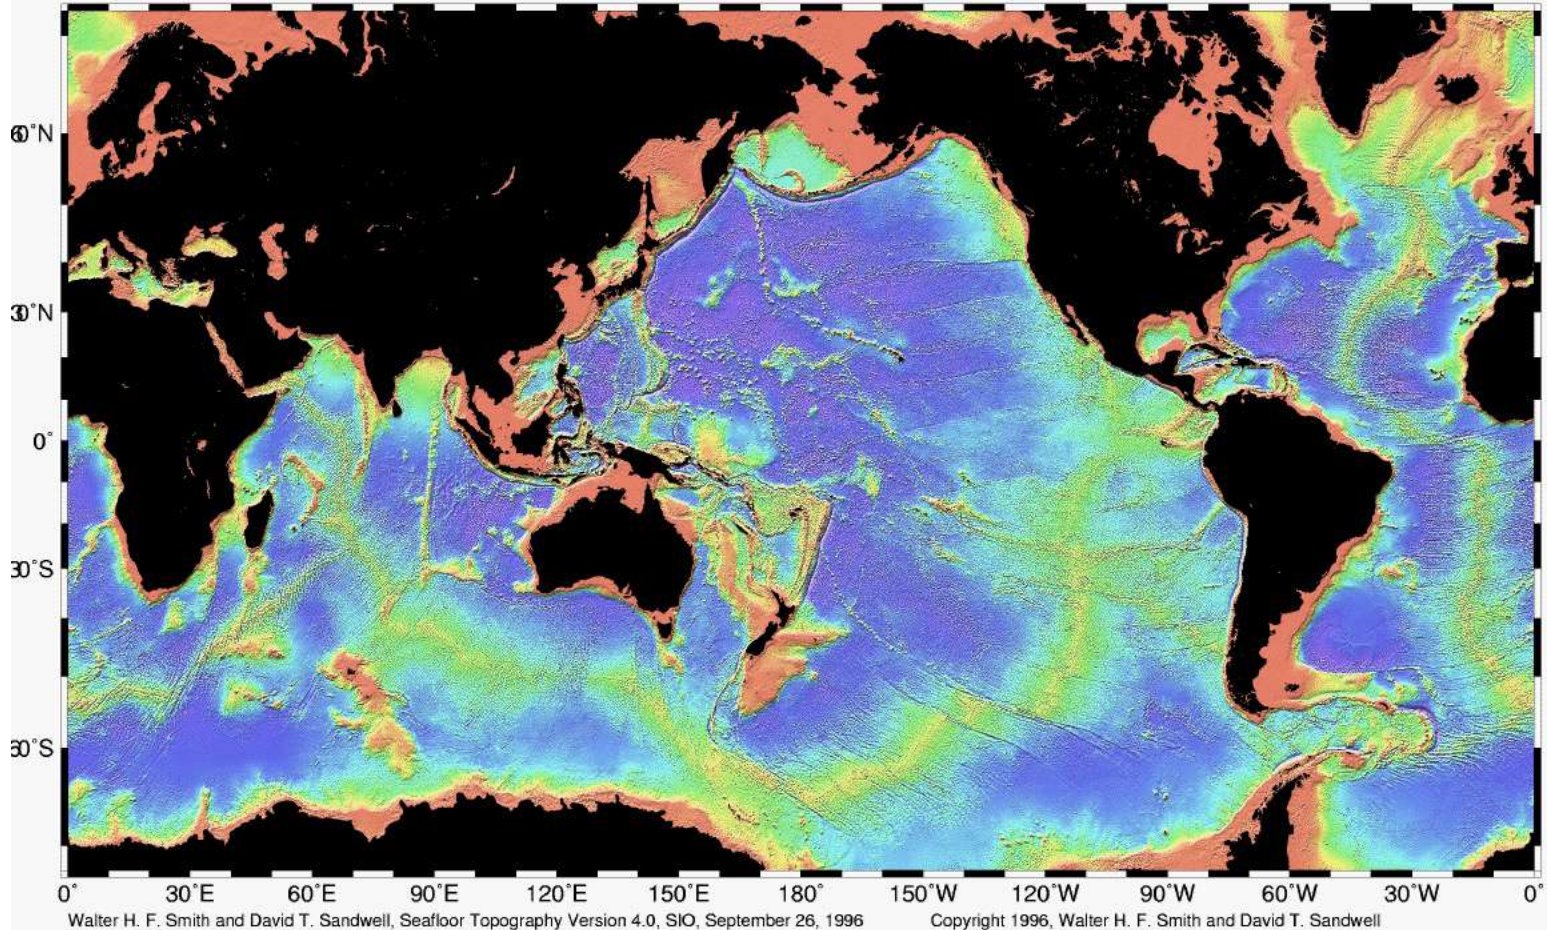 60°N
30°N
0°
30°S
60°S
0° 30°E 60°E 90°E 120°E 150°E 180° 150°W 120°W 90°W 60°W 30°W 0°
Walter H. F. Smith and David T. Sandwell, Seafloor Topography Version 4.0, SIO, September 26, 1996 Copyright 1996, Walter H. F. Smith and David T. Sandwell